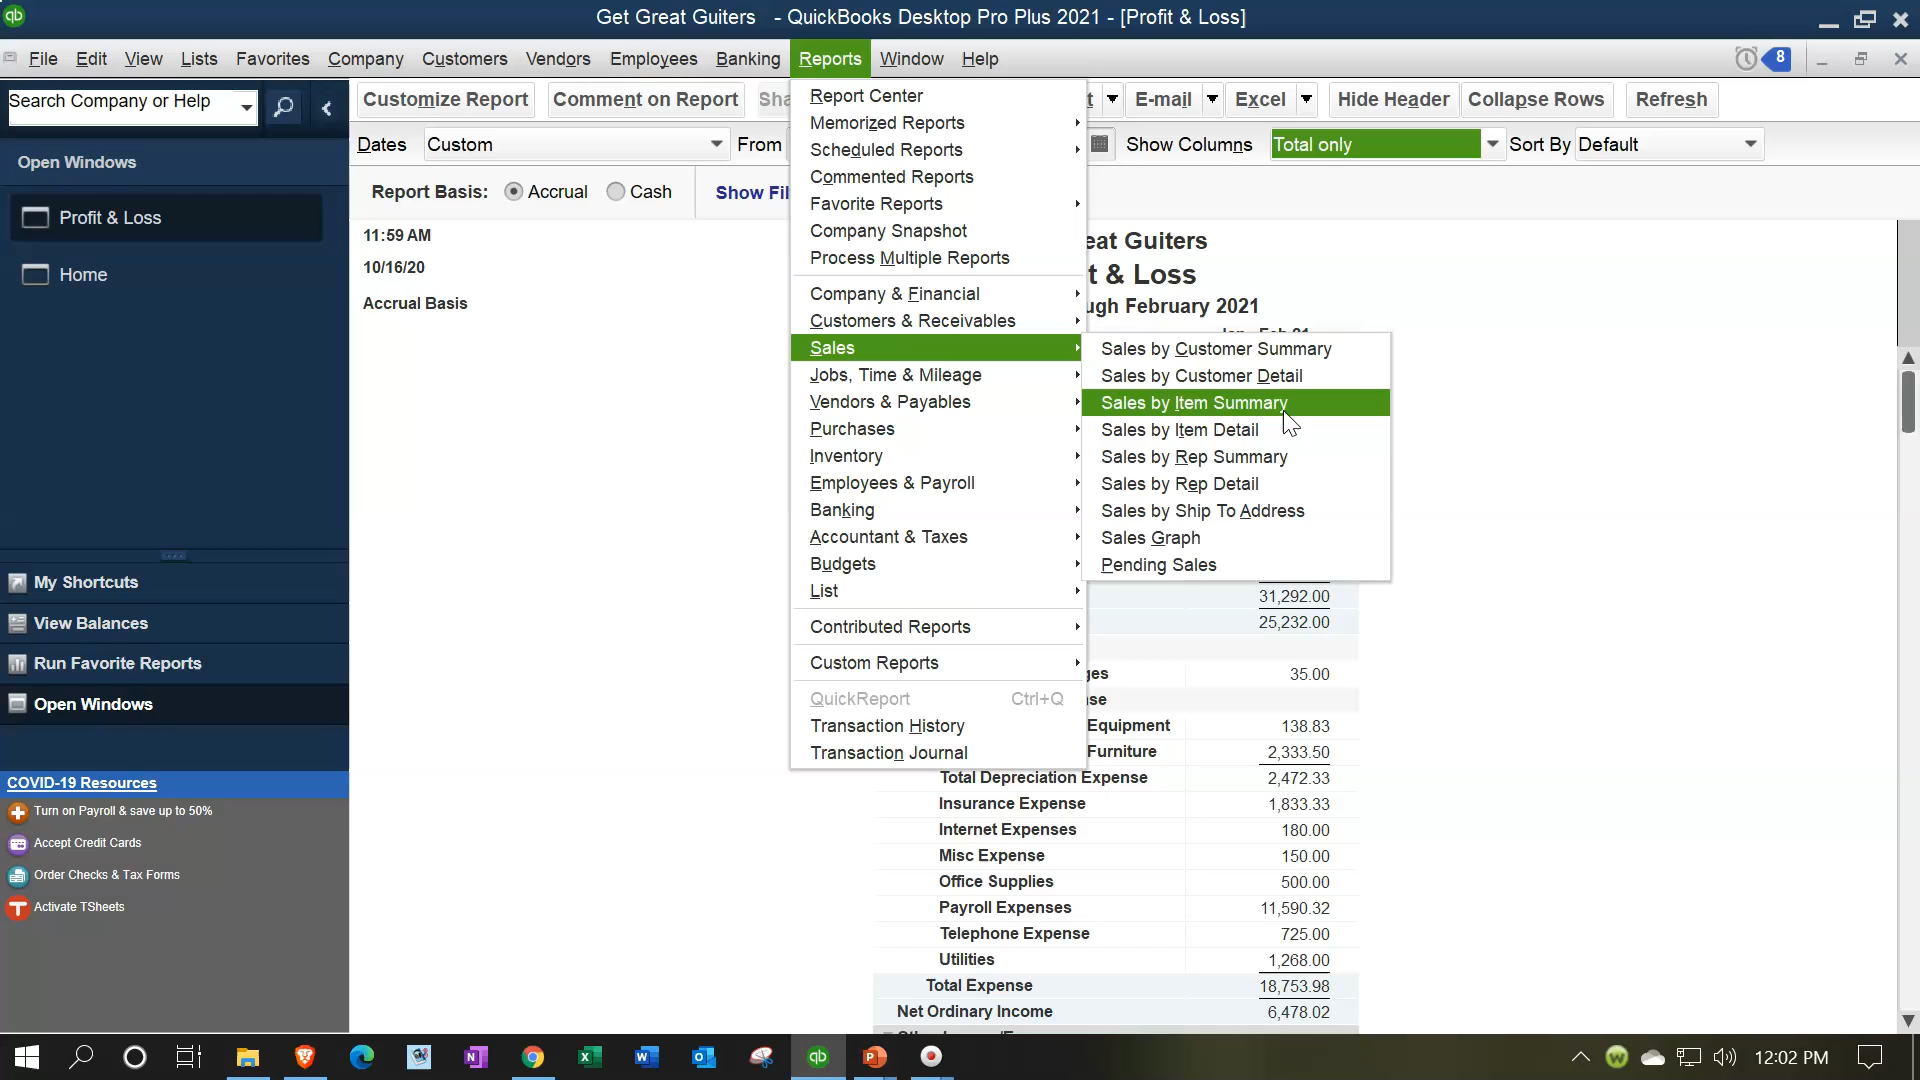 qb Get Great Guiters - QuickBooks Desktop Pro Plus 2021 - [Profit & Loss]
File Edit View Lists Favorites Company Customers Vendors Employees Banking Reports Window Help 8
Search Company or Help
Customize Report Comment on Report Sha t E-mail Excel Hide Header Collapse Rows Refresh
Dates Custom From Show Columns Total only Sort By Default
Report Basis: Accrual Cash Show Fil
Open Windows
Profit & Loss
Home
My Shortcuts
View Balances
Run Favorite Reports
Open Windows
COVID-19 Resources
Turn on Payroll & save up to 50%
Accept Credit Cards
Order Checks & Tax Forms
Activate TSheets
11:59 AM
10/16/20
Accrual Basis
Report Center
Memorized Reports
Scheduled Reports
Commented Reports
Favorite Reports
Company Snapshot
Process Multiple Reports
Company & Financial
Customers & Receivables
Sales
Jobs, Time & Mileage
Vendors & Payables
Purchases
Inventory
Employees & Payroll
Banking
Accountant & Taxes
Budgets
List
Contributed Reports
Custom Reports
QuickReport Ctrl+Q
Transaction History
Transaction Journal
Sales by Customer Summary
Sales by Customer Detail
Sales by Item Summary
Sales by Item Detail
Sales by Rep Summary
Sales by Rep Detail
Sales by Ship To Address
Sales Graph
Pending Sales
eat Guiters
t & Loss
ugh February 2021
31,292.00
25,232.00
ges 35.00
se
Equipment 138.83
Furniture 2,333.50
Total Depreciation Expense 2,472.33
Insurance Expense 1,833.33
Internet Expenses 180.00
Misc Expense 150.00
Office Supplies 500.00
Payroll Expenses 11,590.32
Telephone Expense 725.00
Utilities 1,268.00
Total Expense 18,753.98
Net Ordinary Income 6,478.02
12:02 PM